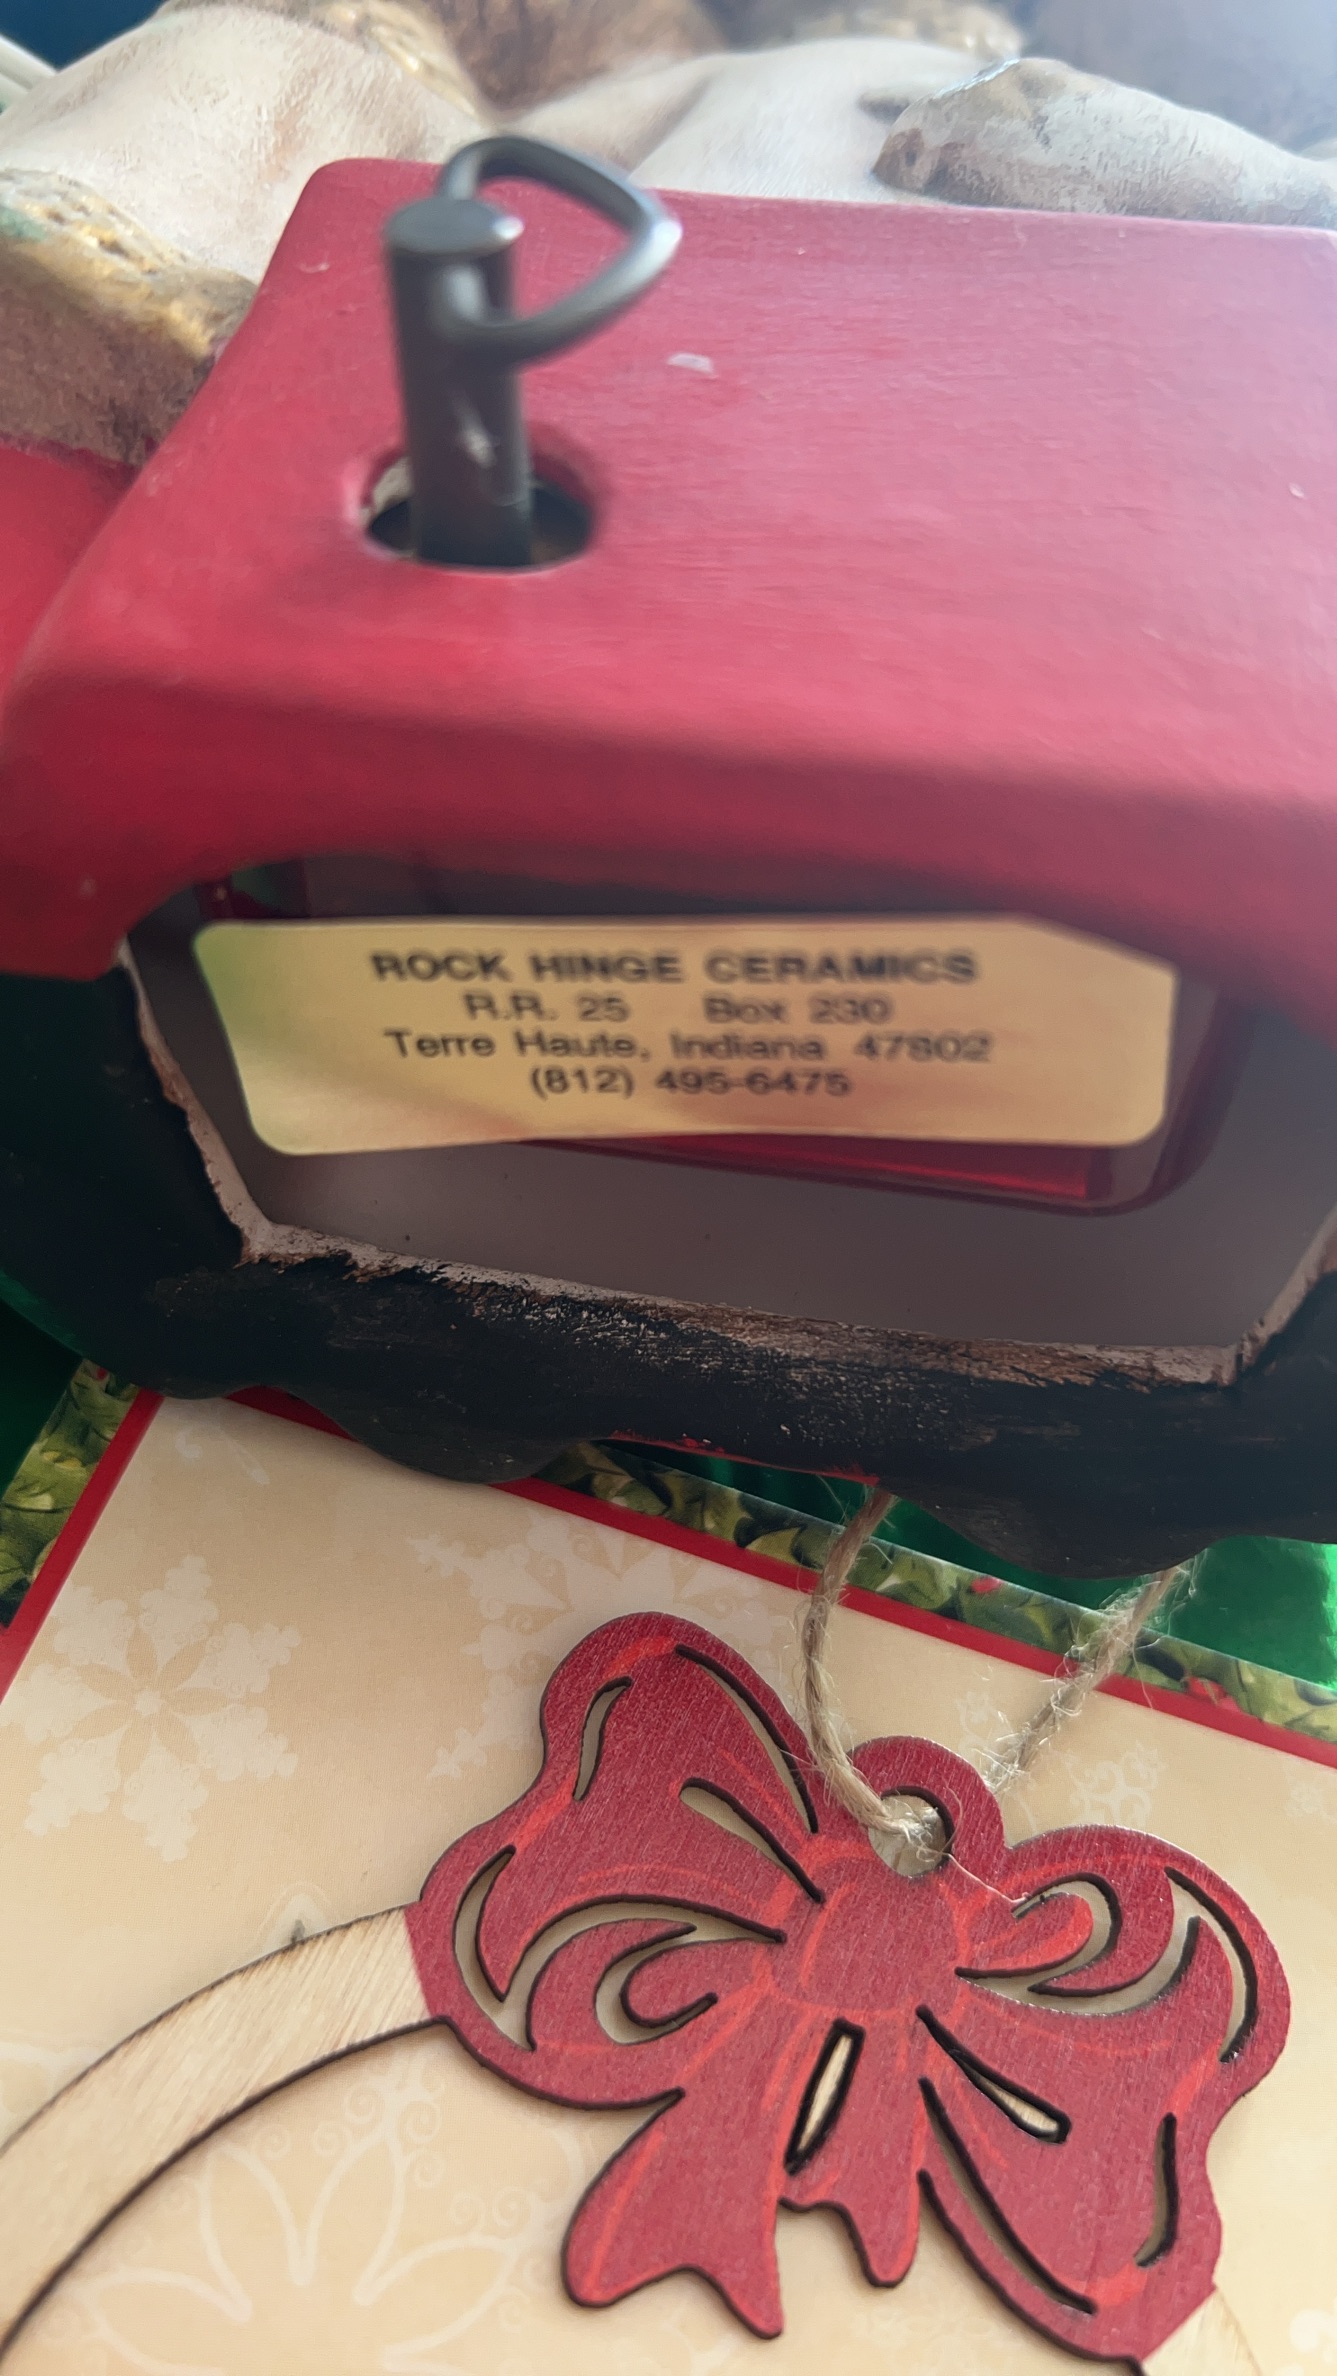 ROCK HINGE CERAMICS
R.R. 25 Box 230
Terre Haute, Indiana 47802
(812) 495-6475